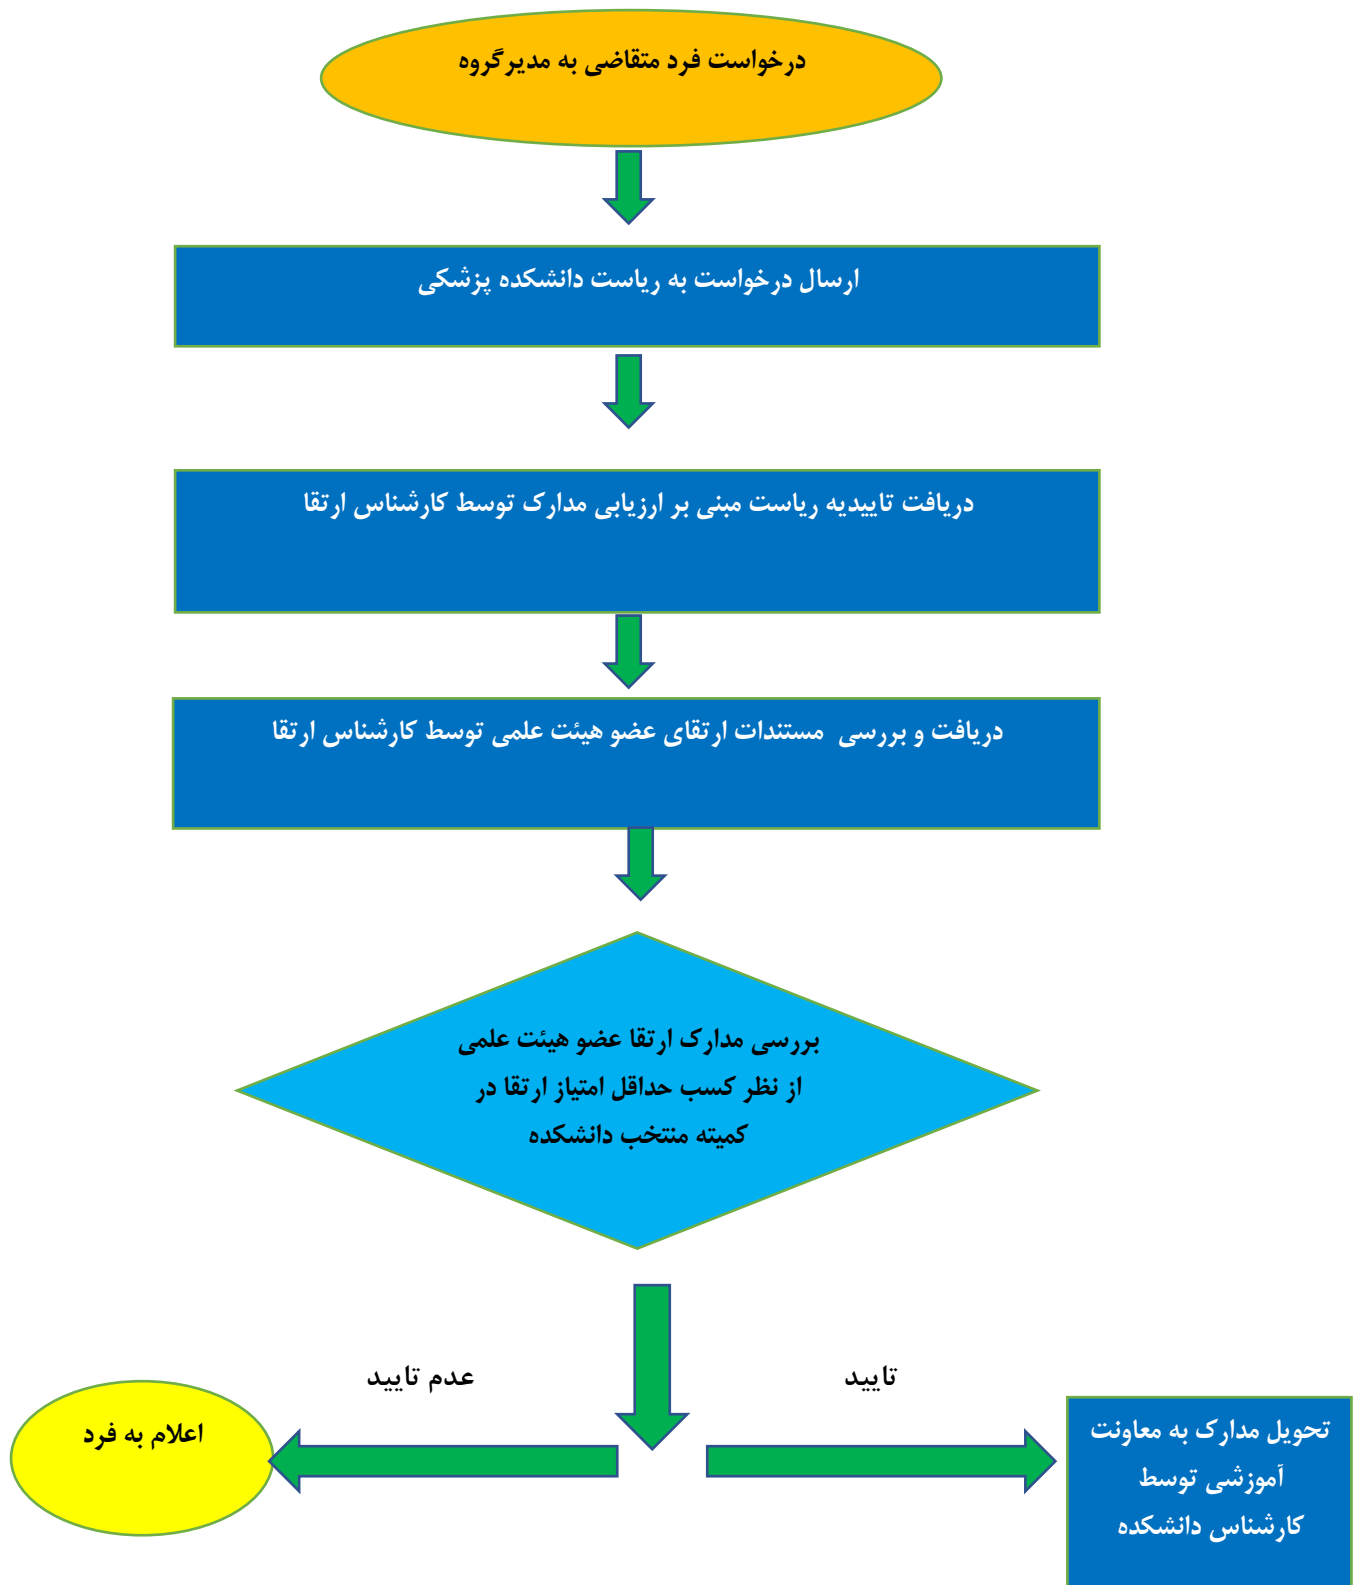 درخواست فرد متقاضی به مدیرگروه
ارسال درخواست به ریاست دانشکده پزشکی
دریافت تاییدیه ریاست مبنی بر ارزیابی مدارک توسط کارشناس ارتقا
دریافت و بررسی مستندات ارتقای عضو هیئت علمی توسط کارشناس ارتقا
بررسی مدارک ارتقا عضو هیئت علمی
از نظر کسب حداقل امتیاز ارتقا در
کمیته منتخب دانشکده
تایید
عدم تایید
تحویل مدارک به معاونت
آموزشی توسط
کارشناس دانشکده
اعلام به فرد